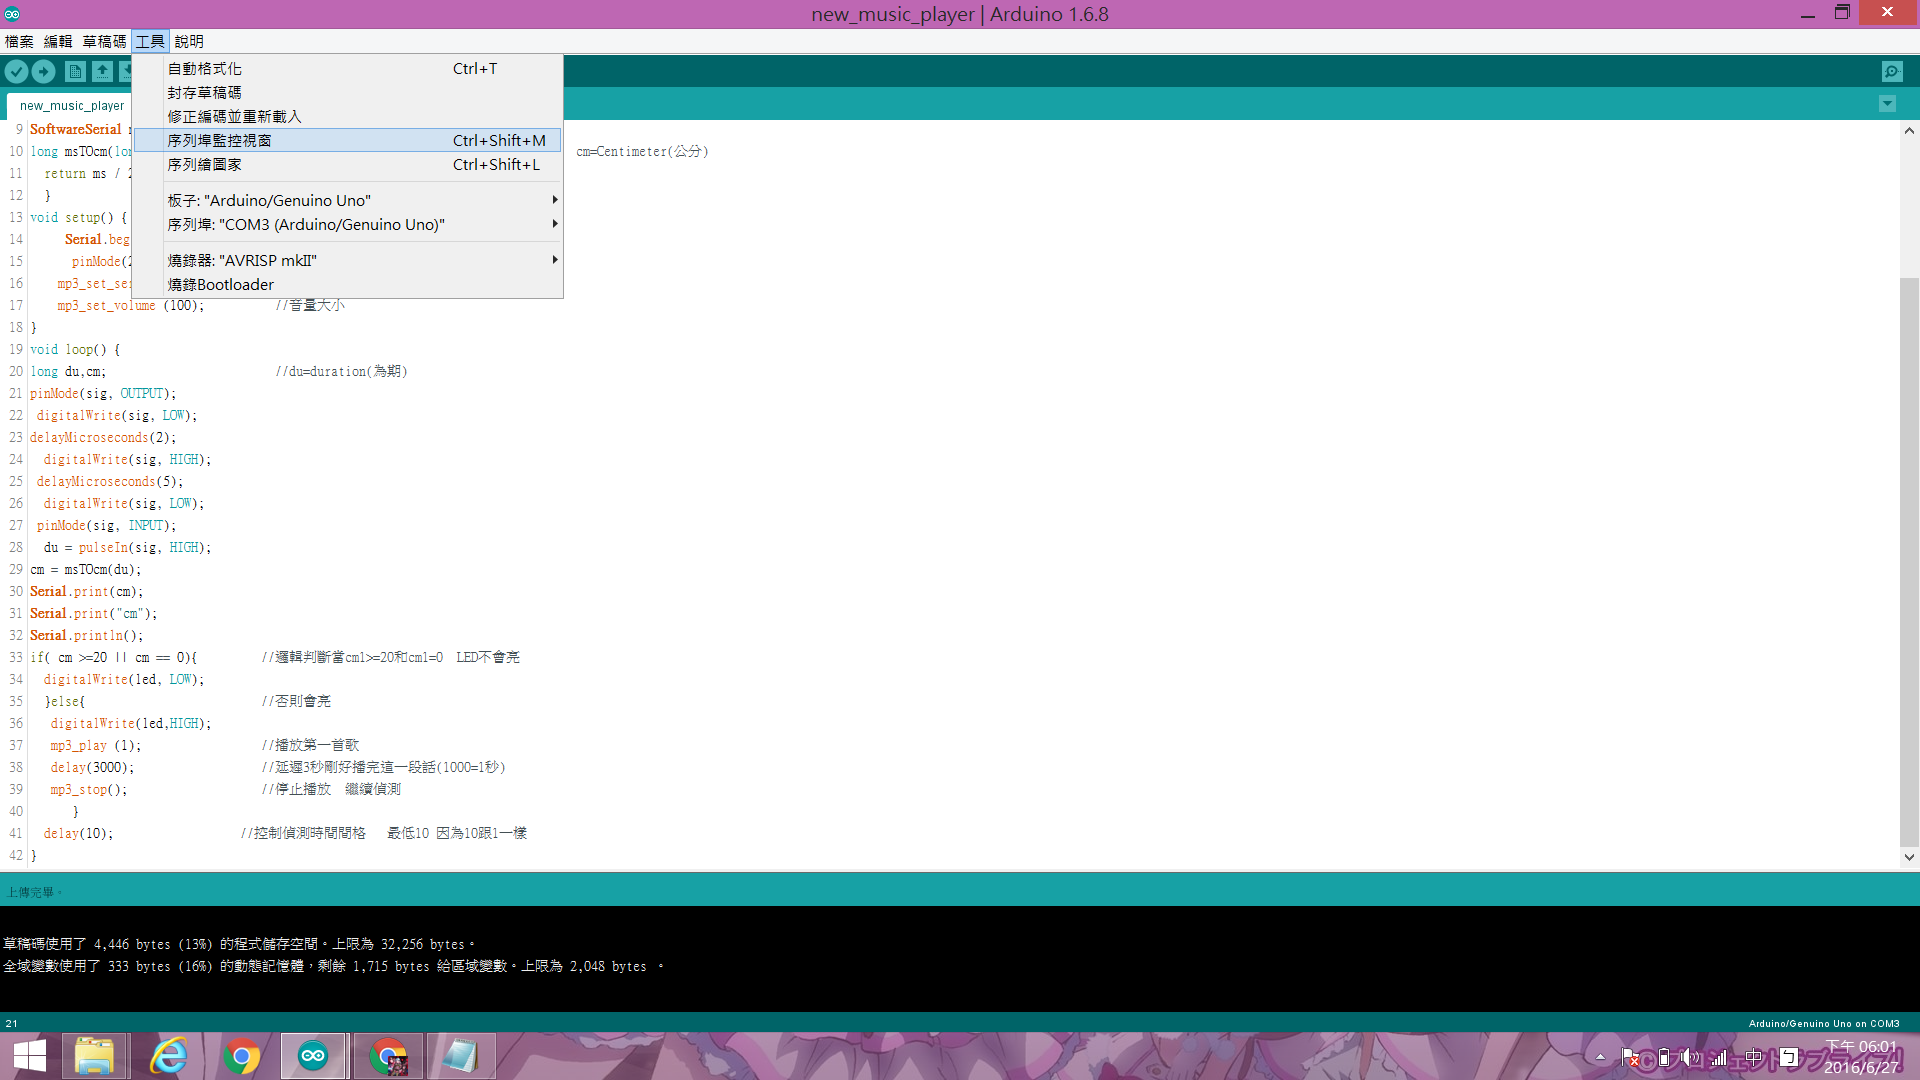 new_music_player | Arduino 1.6.8
檔案 編輯 草稿碼 工具 說明
自動格式化 Ctrl+T
封存草稿碼
修正編碼並重新載入
序列埠監控視窗 Ctrl+Shift+M
序列繪圖家 Ctrl+Shift+L
板子: "Arduino/Genuino Uno"
序列埠: "COM3 (Arduino/Genuino Uno)"
燒錄器: "AVRISP mkII"
燒錄Bootloader
new_music_player
9 SoftwareSerial
10 long msTOcm( cm=Centimeter(公分)
11 return ms /
12 }
13 void setup() {
14 Serial.beg
15 pinMode(
16 mp3_set_se
17 mp3_set_volume (100); //音量大小
18 }
19 void loop() {
20 long du,cm; //du=duration(為期)
21 pinMode(sig, OUTPUT);
22 digitalWrite(sig, LOW);
23 delayMicroseconds(2);
24 digitalWrite(sig, HIGH);
25 delayMicroseconds(5);
26 digitalWrite(sig, LOW);
27 pinMode(sig, INPUT);
28 du = pulseIn(sig, HIGH);
29 cm = msTOcm(du);
30 Serial.print(cm);
31 Serial.print("cm");
32 Serial.println();
33 if( cm >=20 || cm == 0){ //邏輯判斷當cm1>=20和cm1=0 LED不會亮
34 digitalWrite(led, LOW);
35 }else{ //否則會亮
36 digitalWrite(led,HIGH);
37 mp3_play (1); //播放第一首歌
38 delay(3000); //延遲3秒剛好播完這一段話(1000=1秒)
39 mp3_stop(); //停止播放 繼續偵測
40 }
41 delay(10); //控制偵測時間間格 最低10 因為10跟1一樣
42 }
上傳完畢。
草稿碼使用了 4,446 bytes (13%) 的程式儲存空間。上限為 32,256 bytes。
全域變數使用了 333 bytes (16%) 的動態記憶體，剩餘 1,715 bytes 給區域變數。上限為 2,048 bytes 。
21
Arduino/Genuino Uno on COM3
中
下午 06:01
2016/6/27